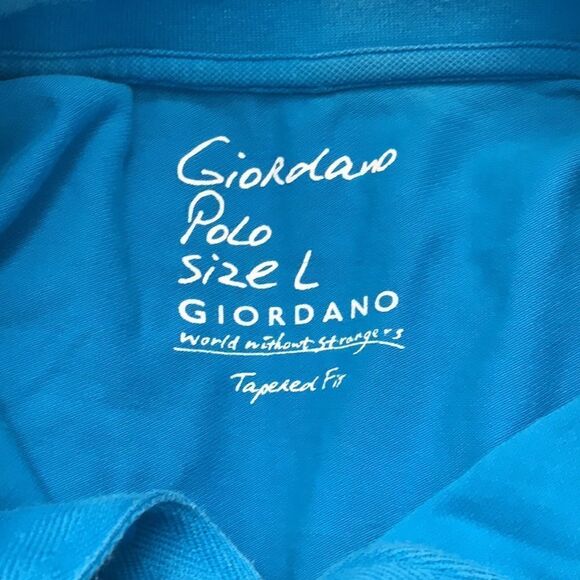 Giordano
Polo
Size L
GIORDANO
World without strangers
Tapered Fit